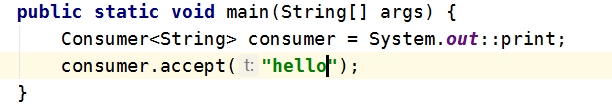 public static void main(String[] args) {
Consumer<String> consumer = System.out::print;
consumer.accept( t: "hello");
}